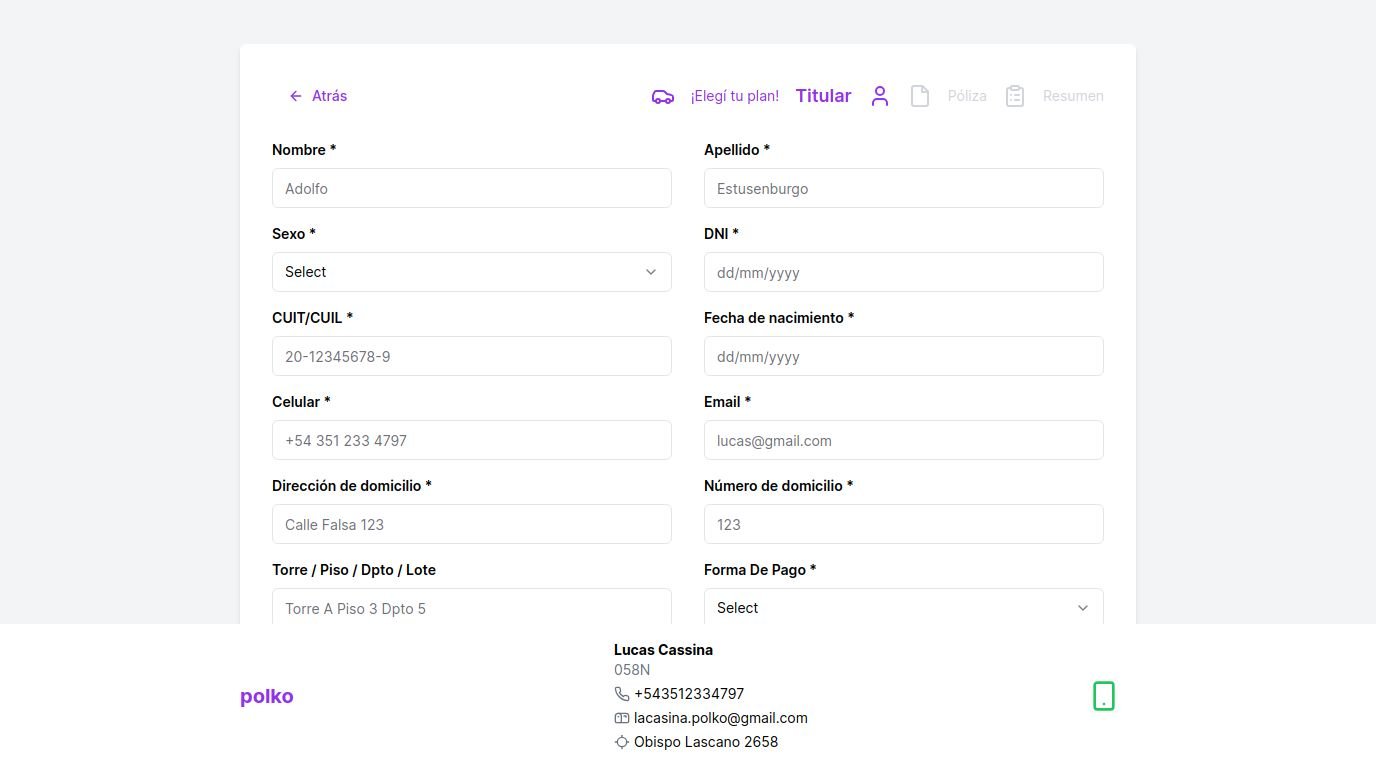 Atrás
¡Elegí tu plan! Titular Póliza Resumen
Nombre * Apellido *
Adolfo Estusenburgo
Sexo * DNI *
Select dd/mm/yyyy
CUIT/CUIL * Fecha de nacimiento *
20-12345678-9 dd/mm/yyyy
Celular * Email *
+54 351 233 4797 lucas@gmail.com
Dirección de domicilio * Número de domicilio *
Calle Falsa 123 123
Torre / Piso / Dpto / Lote Forma De Pago *
Torre A Piso 3 Dpto 5 Select
polko
Lucas Cassina
058N
+543512334797
lacasina.polko@gmail.com
Obispo Lascano 2658